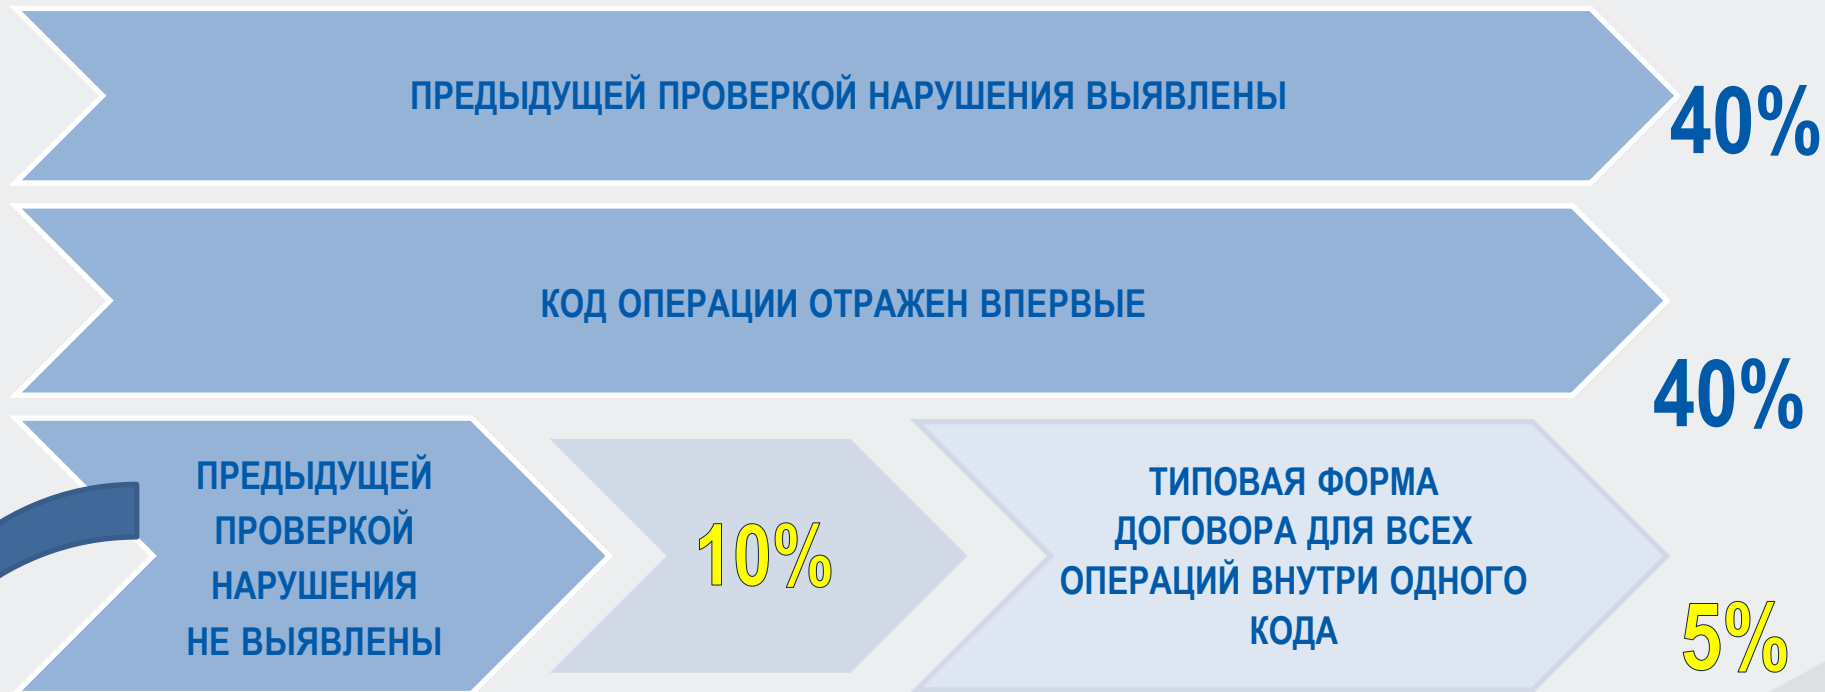 ПРЕДЫДУЩЕЙ ПРОВЕРКОЙ НАРУШЕНИЯ ВЫЯВЛЕНЫ
40%
КОД ОПЕРАЦИИ ОТРАЖЕН ВПЕРВЫЕ
40%
ПРЕДЫДУЩЕЙ
ПРОВЕРКОЙ
НАРУШЕНИЯ
НЕ ВЫЯВЛЕНЫ
10%
ТИПОВАЯ ФОРМА
ДОГОВОРА ДЛЯ ВСЕХ
ОПЕРАЦИЙ ВНУТРИ ОДНОГО
КОДА
5%